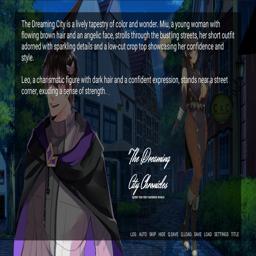 The Dreaming City is a lively tapestry of color and wonder. Miu, a young woman with
flowing brown hair and an angelic face, strolls through the bustling streets, her short outfit
adorned with sparkling details and a low-cut crop top showcasing her confidence and
style.
Leo, a charismatic figure with dark hair and a confident expression, stands near a street
corner, exuding a sense of strength.
The Dreaming
City Chronicles
LOG AUTO SKIP HIDE Q.SAVE Q.LOAD SAVE LOAD SETTINGS TITLE